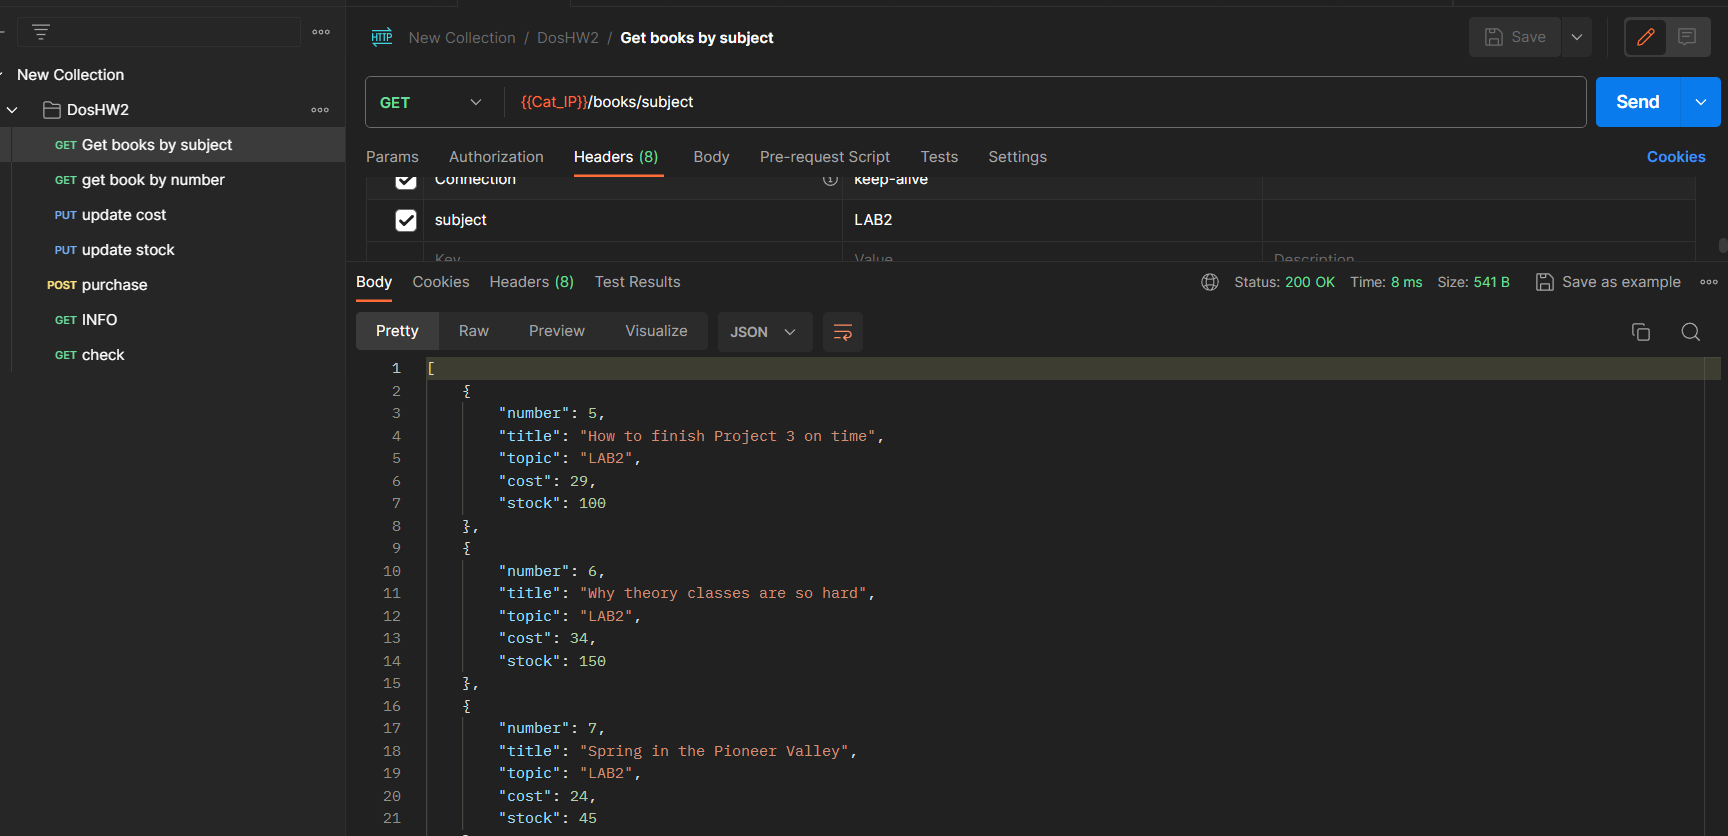 New Collection / DosHW2 / Get books by subject
Save
New Collection
DosHW2
GET Get books by subject
GET get book by number
PUT update cost
PUT update stock
POST purchase
GET INFO
GET check
HTTP
GET {{Cat_IP}}/books/subject
Send
Params Authorization Headers (8) Body Pre-request Script Tests Settings Cookies
Connection keep-alive
subject LAB2
Key Value Description
Body Cookies Headers (8) Test Results Status: 200 OK Time: 8 ms Size: 541 B Save as example
Pretty Raw Preview Visualize JSON
1 [
2 {
3 "number": 5,
4 "title": "How to finish Project 3 on time",
5 "topic": "LAB2",
6 "cost": 29,
7 "stock": 100
8 },
9 {
10 "number": 6,
11 "title": "Why theory classes are so hard",
12 "topic": "LAB2",
13 "cost": 34,
14 "stock": 150
15 },
16 {
17 "number": 7,
18 "title": "Spring in the Pioneer Valley",
19 "topic": "LAB2",
20 "cost": 24,
21 "stock": 45